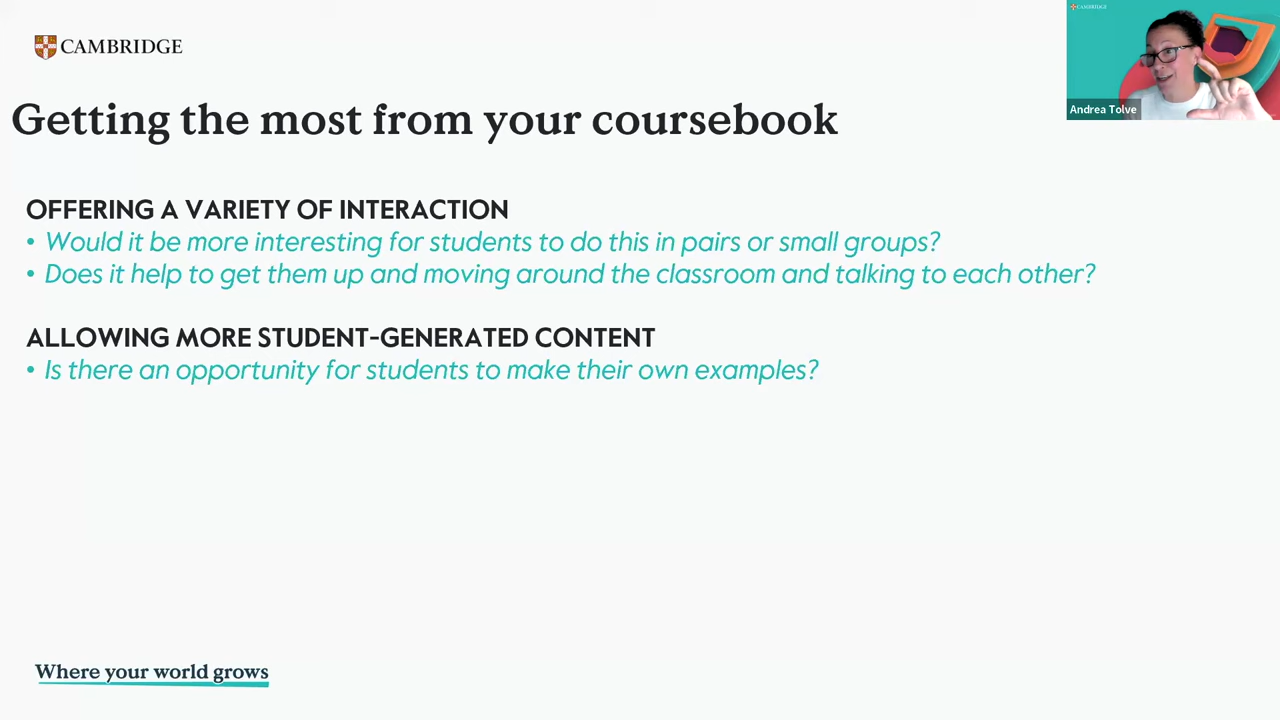 CAMBRIDGE
CAMBRIDGE
Andrea Tolve
Getting the most from your coursebook
OFFERING A VARIETY OF INTERACTION
• Would it be more interesting for students to do this in pairs or small groups?
• Does it help to get them up and moving around the classroom and talking to each other?
ALLOWING MORE STUDENT-GENERATED CONTENT
• Is there an opportunity for students to make their own examples?
Where your world grows